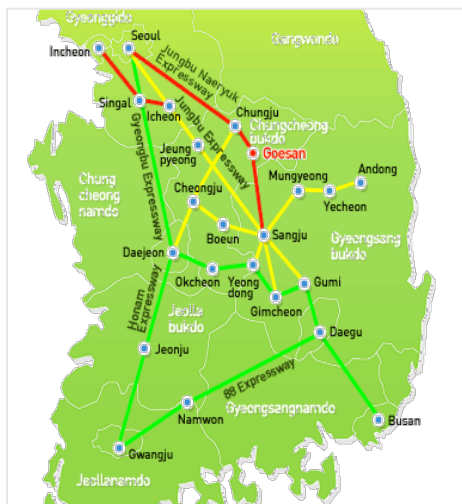 Gyeonggido
Gangwondo
Seoul
Incheon
Jungbu Naeryuk
Expressway
Singal
Icheon
Chungju
Jungbu Expressway
Chungcheong
bukdo
Gyeongbu Expressway
Jeung
pyeong
Goesan
Andong
Mungyeong
Yecheon
Chung
cheong
namdo
Cheongju
Boeun
Sangju
Gyeongsang
bukdo
Daejeon
Okcheon
Yeong
dong
Gumi
Gimcheon
Honam
Expressway
Jeolla
bukdo
Daegu
Jeonju
88 Expressway
Namwon
Gyeongsangnamdo
Busan
Gwangju
Jeollanamdo